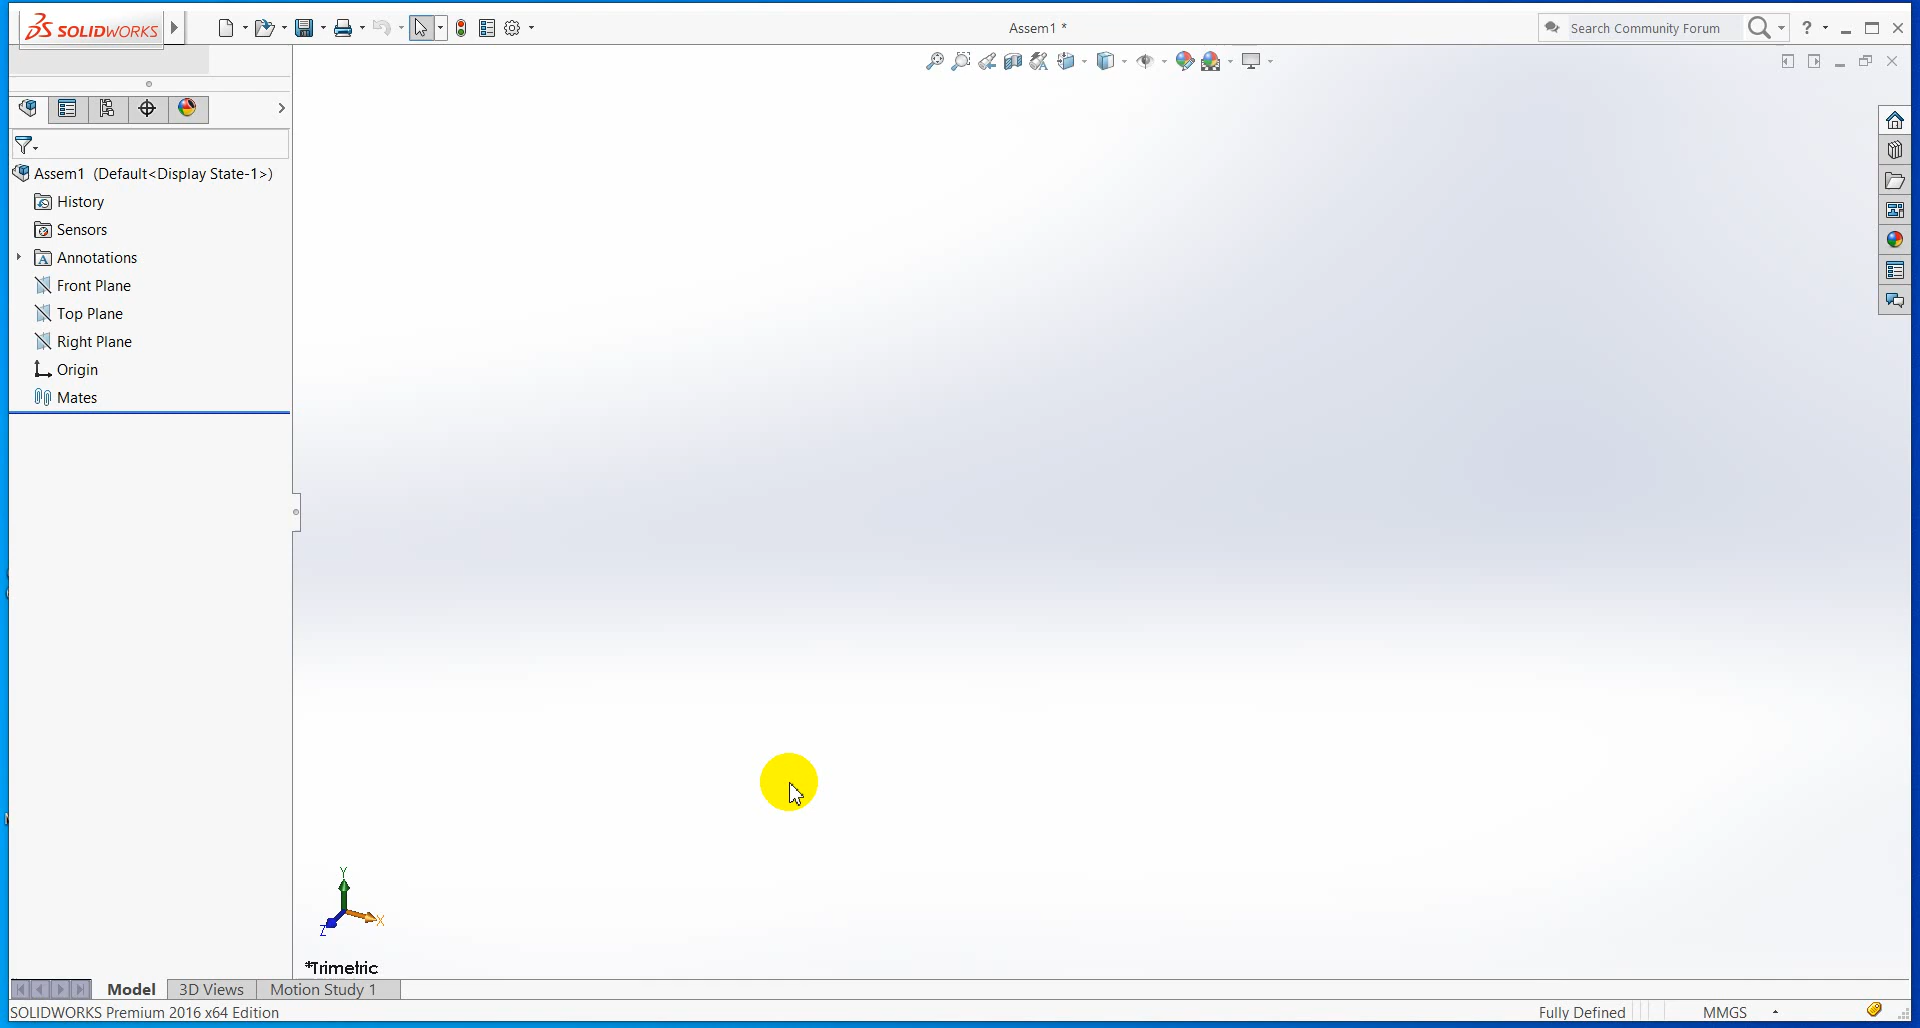 SOLIDWORKS
Assem1 *
Search Community Forum
?
Assem1 (Default<Display State-1>)
History
Sensors
A Annotations
Front Plane
Top Plane
Right Plane
Origin
Mates
Y
X
Z
*Trimetric
Model
3D Views
Motion Study 1
SOLIDWORKS Premium 2016 x64 Edition
Fully Defined
MMGS